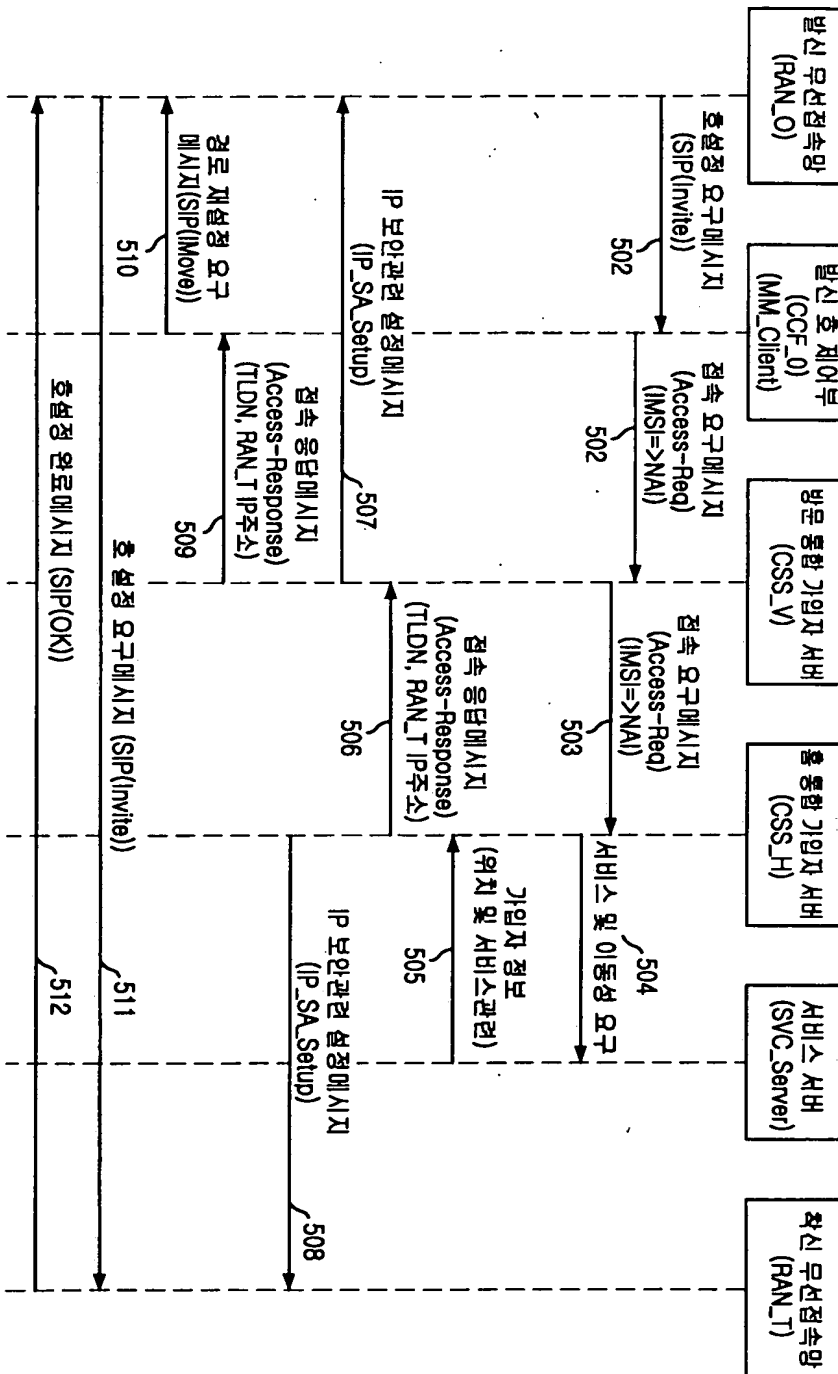 발신 무선접속망
(RAN_O)
발신 호 제어부
(CCF_O)
(MM_Client)
방문 통합 가입자 서버
(CSS_V)
홈 통합 가입자 서버
(CSS_H)
서비스 서버
(SVC_Server)
착신 무선접속망
(RAN_T)
호설정 요구메시지
(SIP(Invite))
502
접속 요구메시지
(Access-Req)
(IMSI=>NAI)
502
접속 요구메시지
(Access-Req)
(IMSI=>NAI)
503
504
서비스 및 이동성 요구
가입자 정보
(위치 및 서비스관련)
505
접속 응답메시지
(Access-Response)
(TLDN, RAN_T IP주소)
506
IP 보안관련 설정메시지
(IP_SA_Setup)
507
IP 보안관련 설정메시지
(IP_SA_Setup)
508
접속 응답메시지
(Access-Response)
(TLDN, RAN_T IP주소)
509
경로 재설정 요구
메시지(SIP(IMove))
510
호 설정 요구메시지 (SIP(Invite))
511
호설정 완료메시지 (SIP(OK))
512